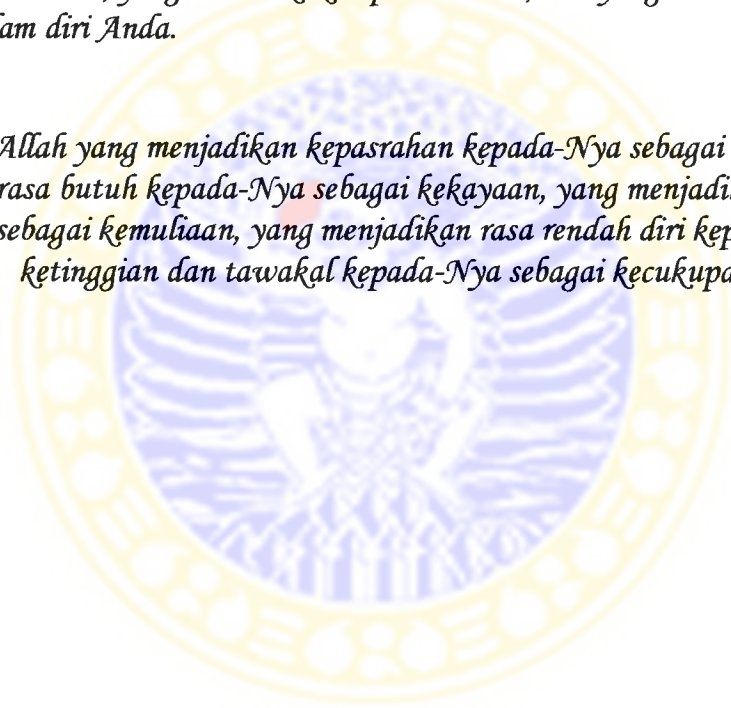 am diri Anda.
Allah yang menjadikan kepasrahan kepada-Nya sebagai
rasa butuh kepada-Nya sebagai kekayaan, yang menjadi
sebagai kemuliaan, yang menjadikan rasa rendah diri kep
ketinggian dan tawakal kepada-Nya sebagai kecukupa